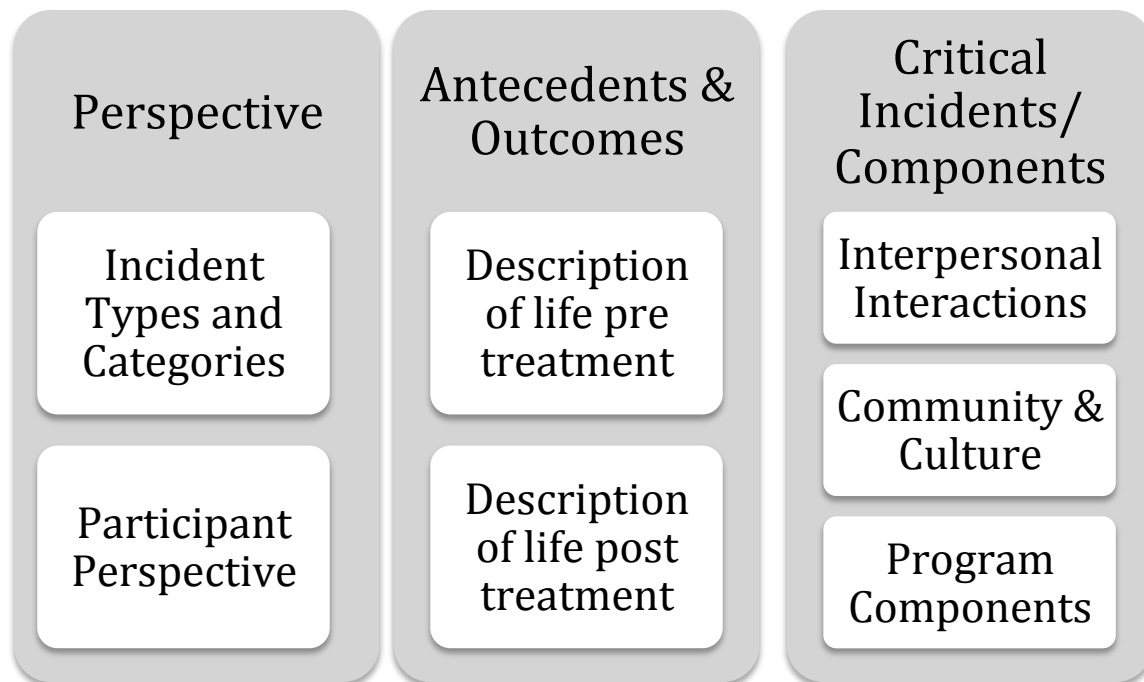 Perspective
Incident
Types and
Categories
Participant
Perspective
Antecedents &
Outcomes
Description
of life pre
treatment
Description
of life post
treatment
Critical
Incidents/
Components
Interpersonal
Interactions
Community &
Culture
Program
Components